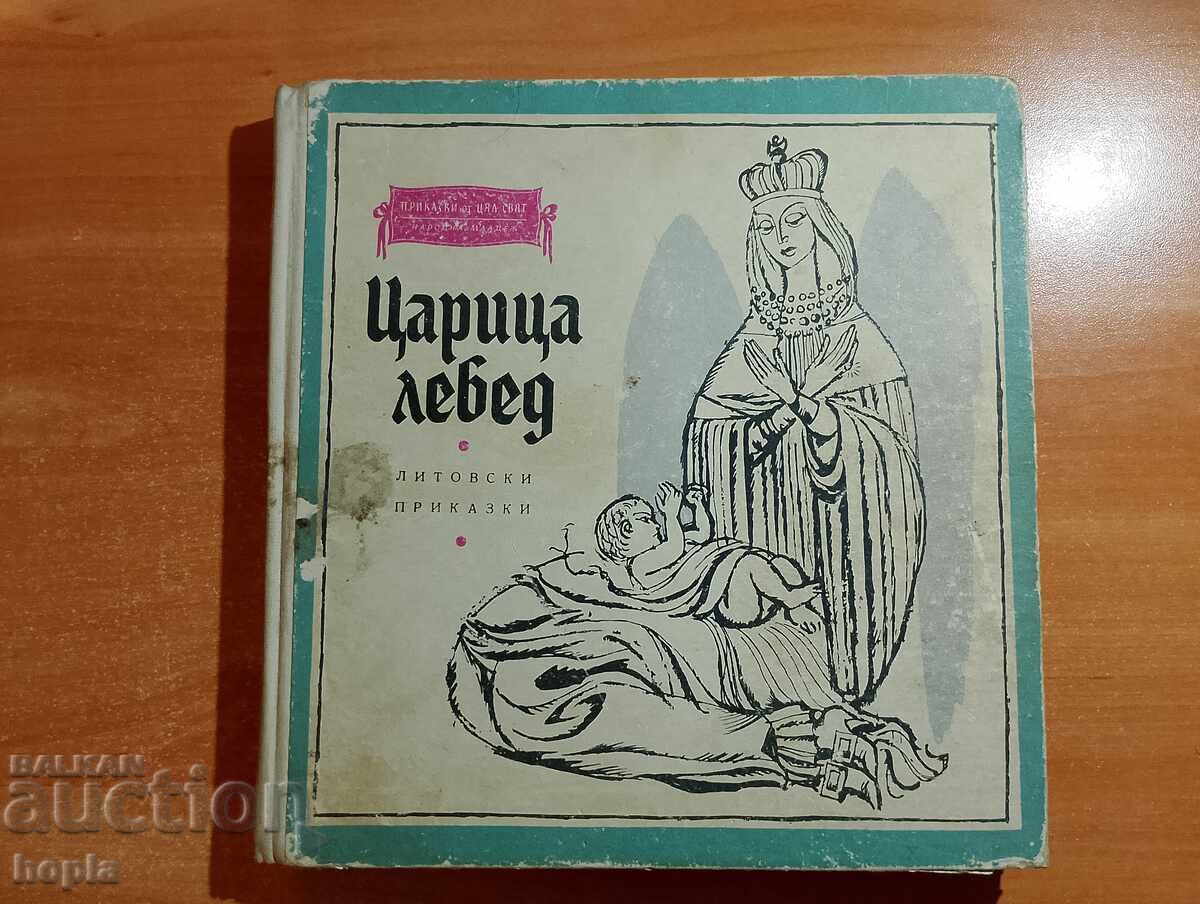 ПРИКАЗКИ от ЦЯЛ СВЯТ
НАРОДНА МЛАДЕЖ
Царица
лебед
ЛИТОВСКИ
ПРИКАЗКИ
BALKAN
auction
hopla